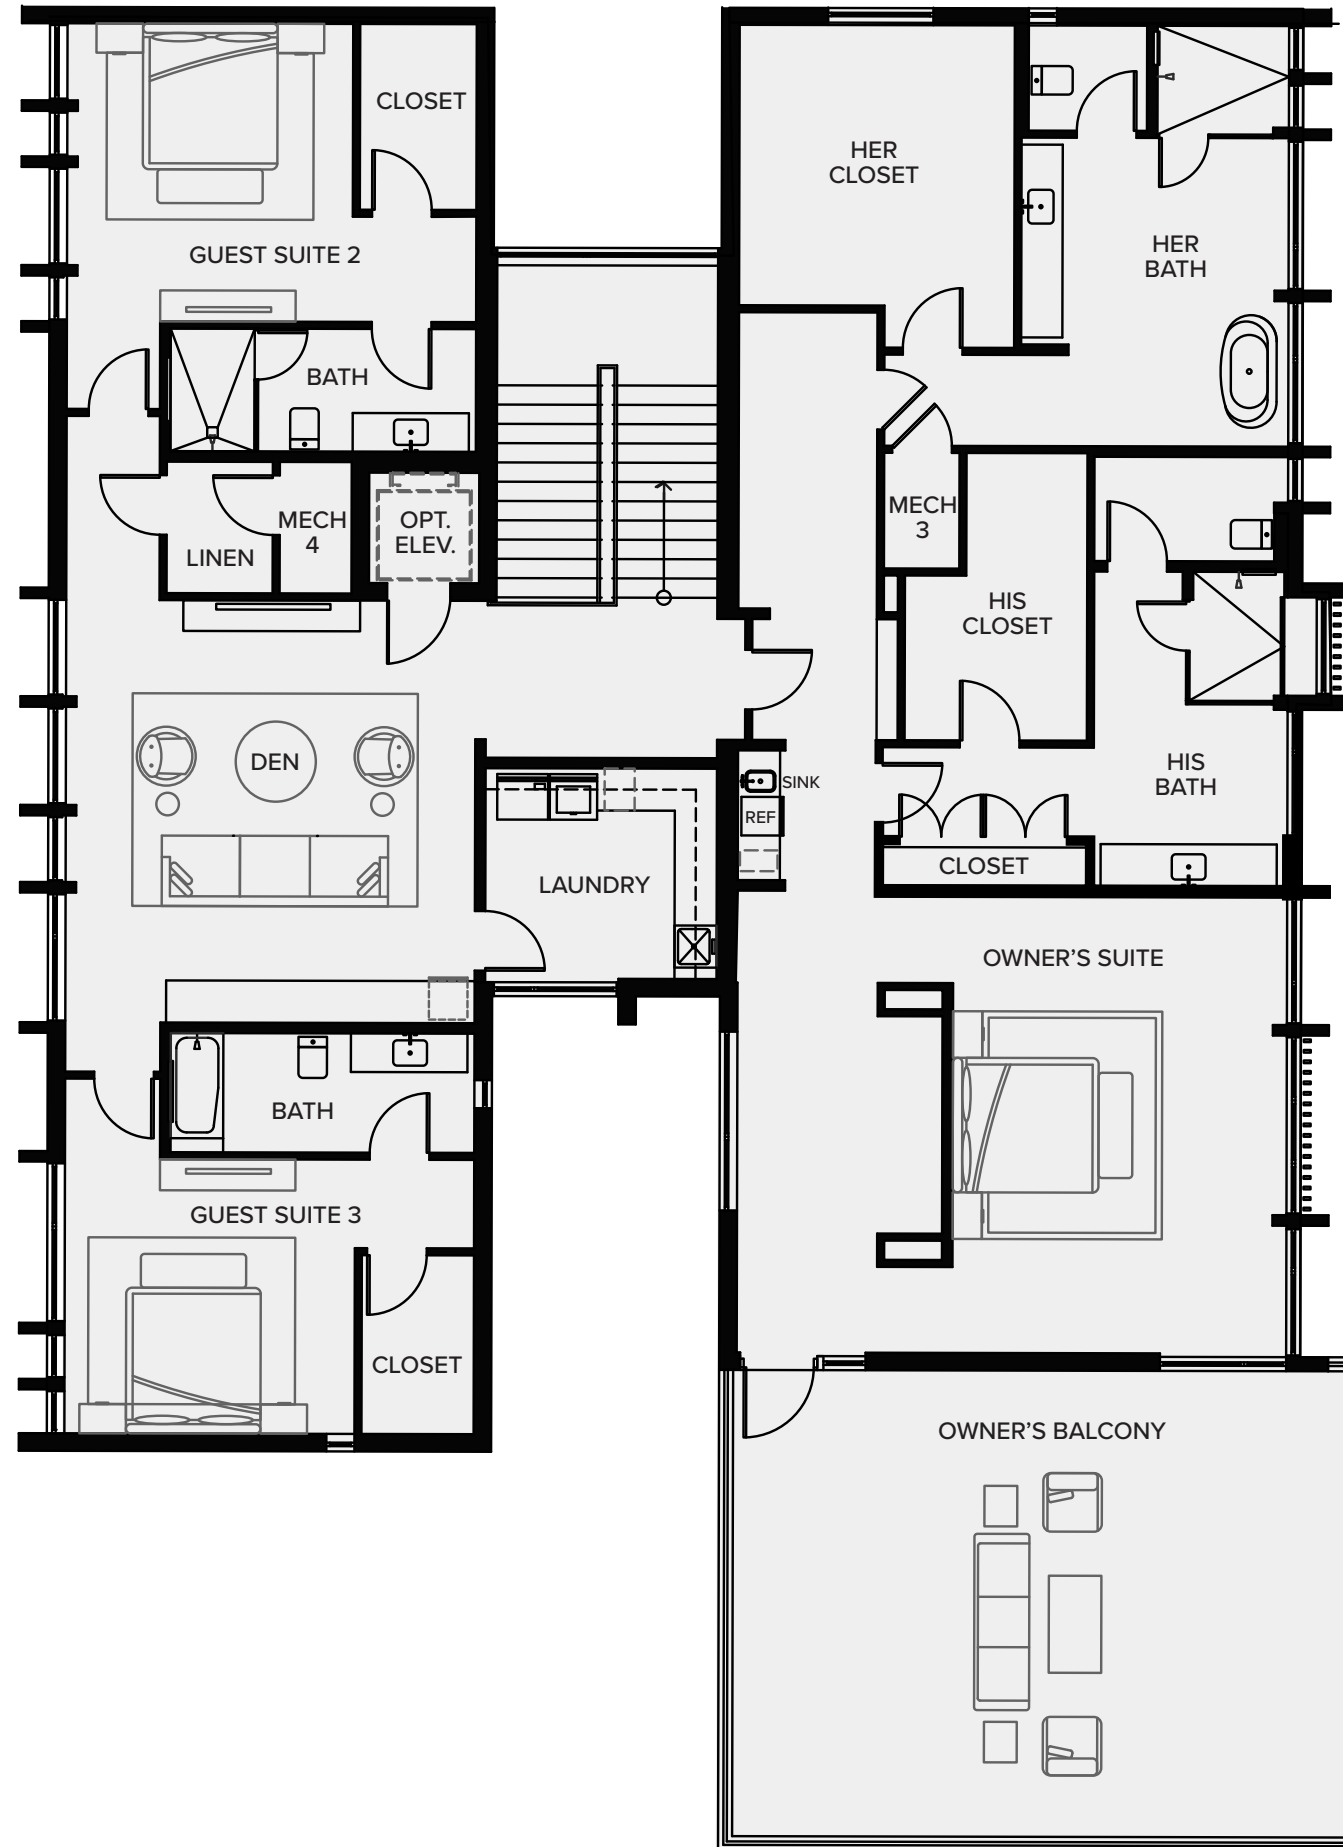 CLOSET
HER
CLOSET
GUEST SUITE 2
HER
BATH
BATH
MECH
4
OPT.
ELEV.
LINEN
MECH
3
HIS
CLOSET
DEN
SINK
REF
HIS
BATH
LAUNDRY
CLOSET
OWNER'S SUITE
BATH
GUEST SUITE 3
CLOSET
OWNER'S BALCONY